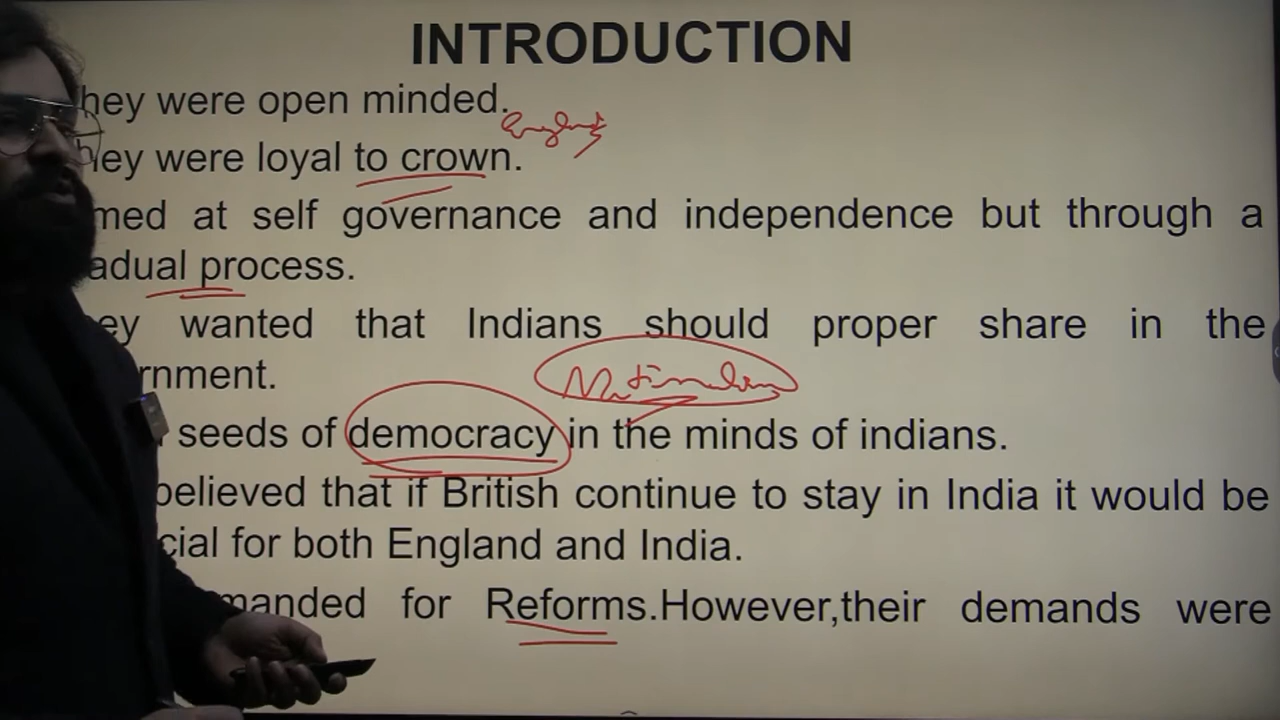 INTRODUCTION
hey were open minded.
England
hey were loyal to crown.
med at self governance and independence but through a
adual process.
ey wanted that Indians should proper share in the
rnment.
Nationalism
seeds of democracy in the minds of indians.
believed that if British continue to stay in India it would be
cial for both England and India.
manded for Reforms.However,their demands were